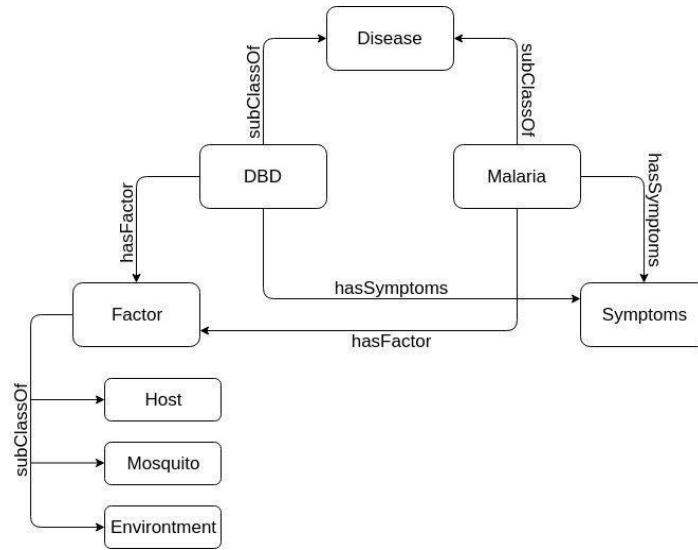 Disease
subClassOf
subClassOf
DBD
Malaria
hasFactor
hasSymptoms
hasSymptoms
Factor
Symptoms
hasFactor
subClassOf
Host
Mosquito
Environtment